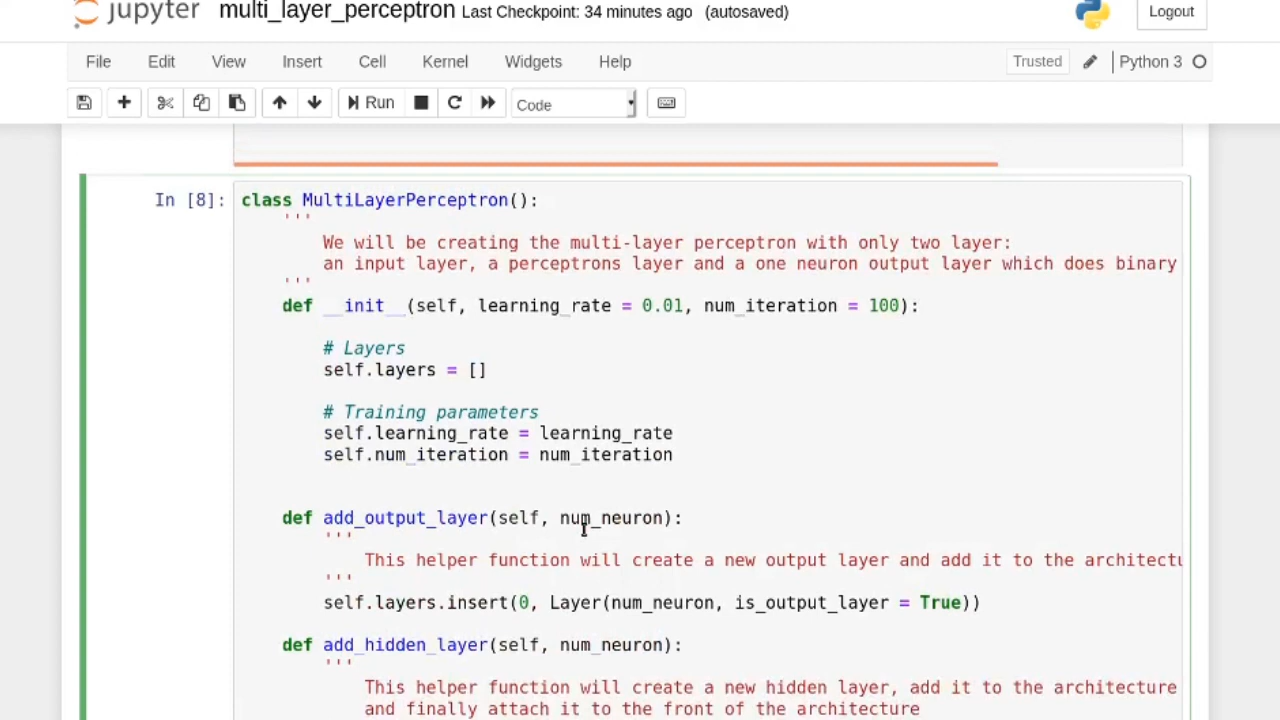 jupyter multi_layer_perceptron Last Checkpoint: 34 minutes ago (autosaved) Logout
File Edit View Insert Cell Kernel Widgets Help Trusted Python 3
Run Code
In [8]: class MultiLayerPerceptron():
'''
We will be creating the multi-layer perceptron with only two layer:
an input layer, a perceptrons layer and a one neuron output layer which does binary
'''
def __init__(self, learning_rate = 0.01, num_iteration = 100):
# Layers
self.layers = []
# Training parameters
self.learning_rate = learning_rate
self.num_iteration = num_iteration
def add_output_layer(self, num_neuron):
'''
This helper function will create a new output layer and add it to the architectu
'''
self.layers.insert(0, Layer(num_neuron, is_output_layer = True))
def add_hidden_layer(self, num_neuron):
'''
This helper function will create a new hidden layer, add it to the architecture
and finally attach it to the front of the architecture